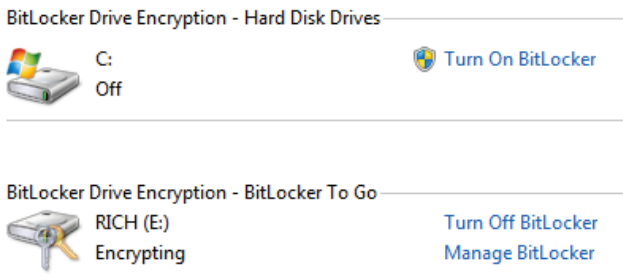 BitLocker Drive Encryption - Hard Disk Drives
C:
Turn On BitLocker
Off
BitLocker Drive Encryption - BitLocker To Go
RICH (E:)
Turn Off BitLocker
Encrypting
Manage BitLocker